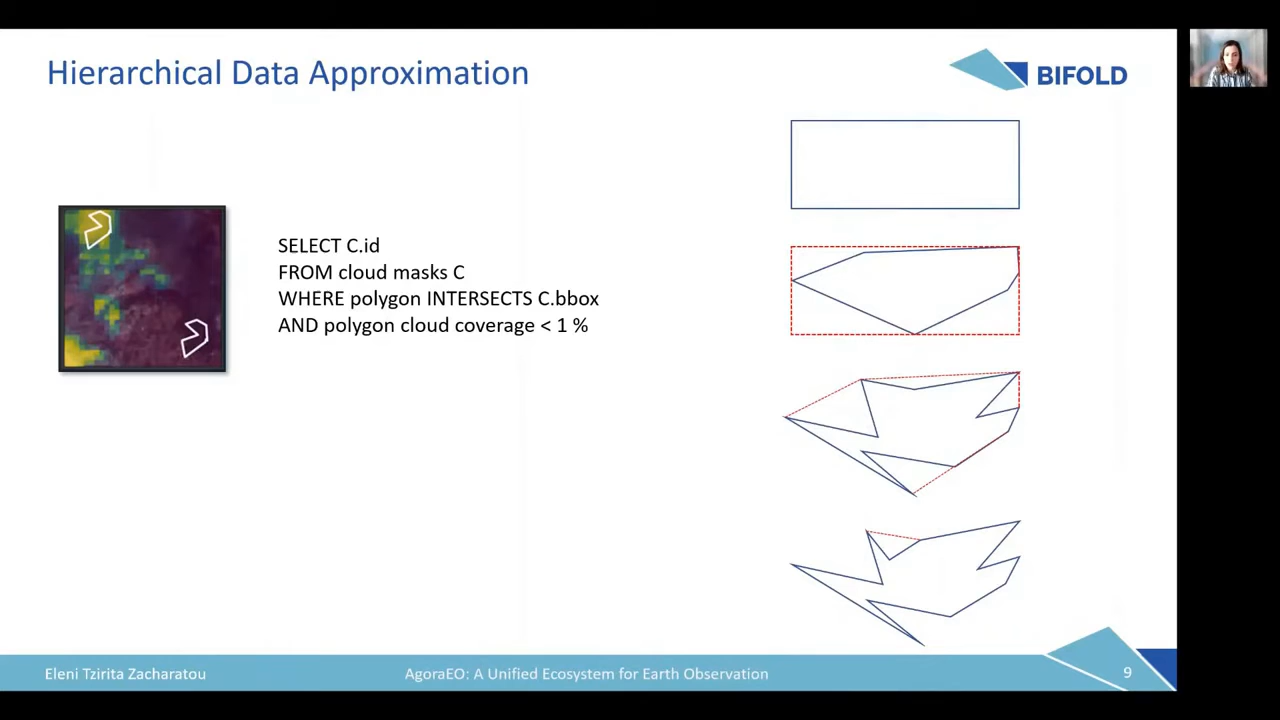 Hierarchical Data Approximation
BIFOLD
SELECT C.id
FROM cloud masks C
WHERE polygon INTERSECTS C.bbox
AND polygon cloud coverage < 1 %
Eleni Tzirita Zacharatou
AgoraEO: A Unified Ecosystem for Earth Observation
9